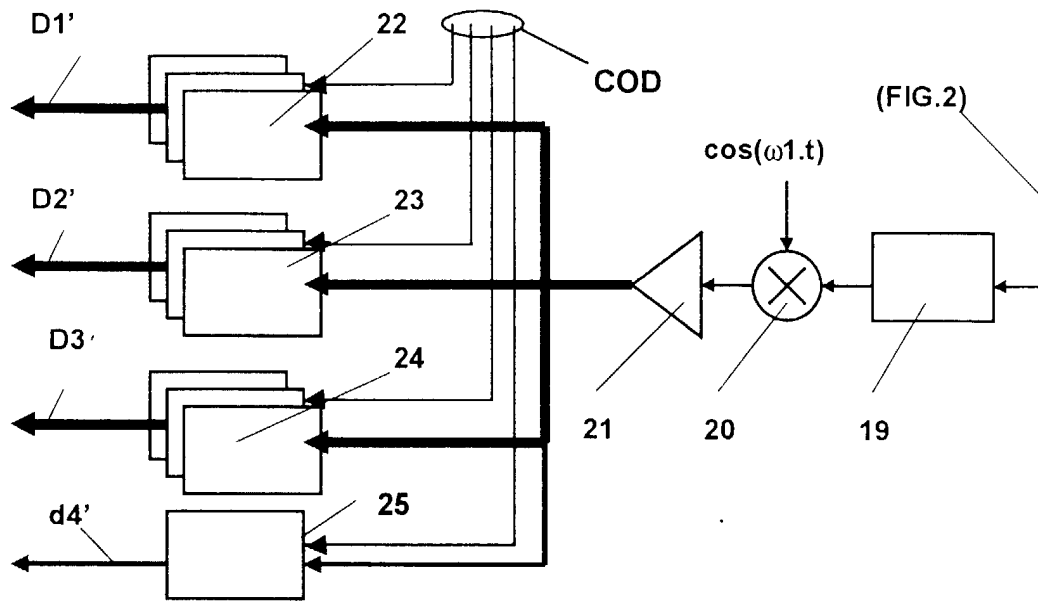 D1'
22
COD
(FIG.2)
cos(ω1.t)
D2'
23
D3'
24
21
20
19
d4'
25